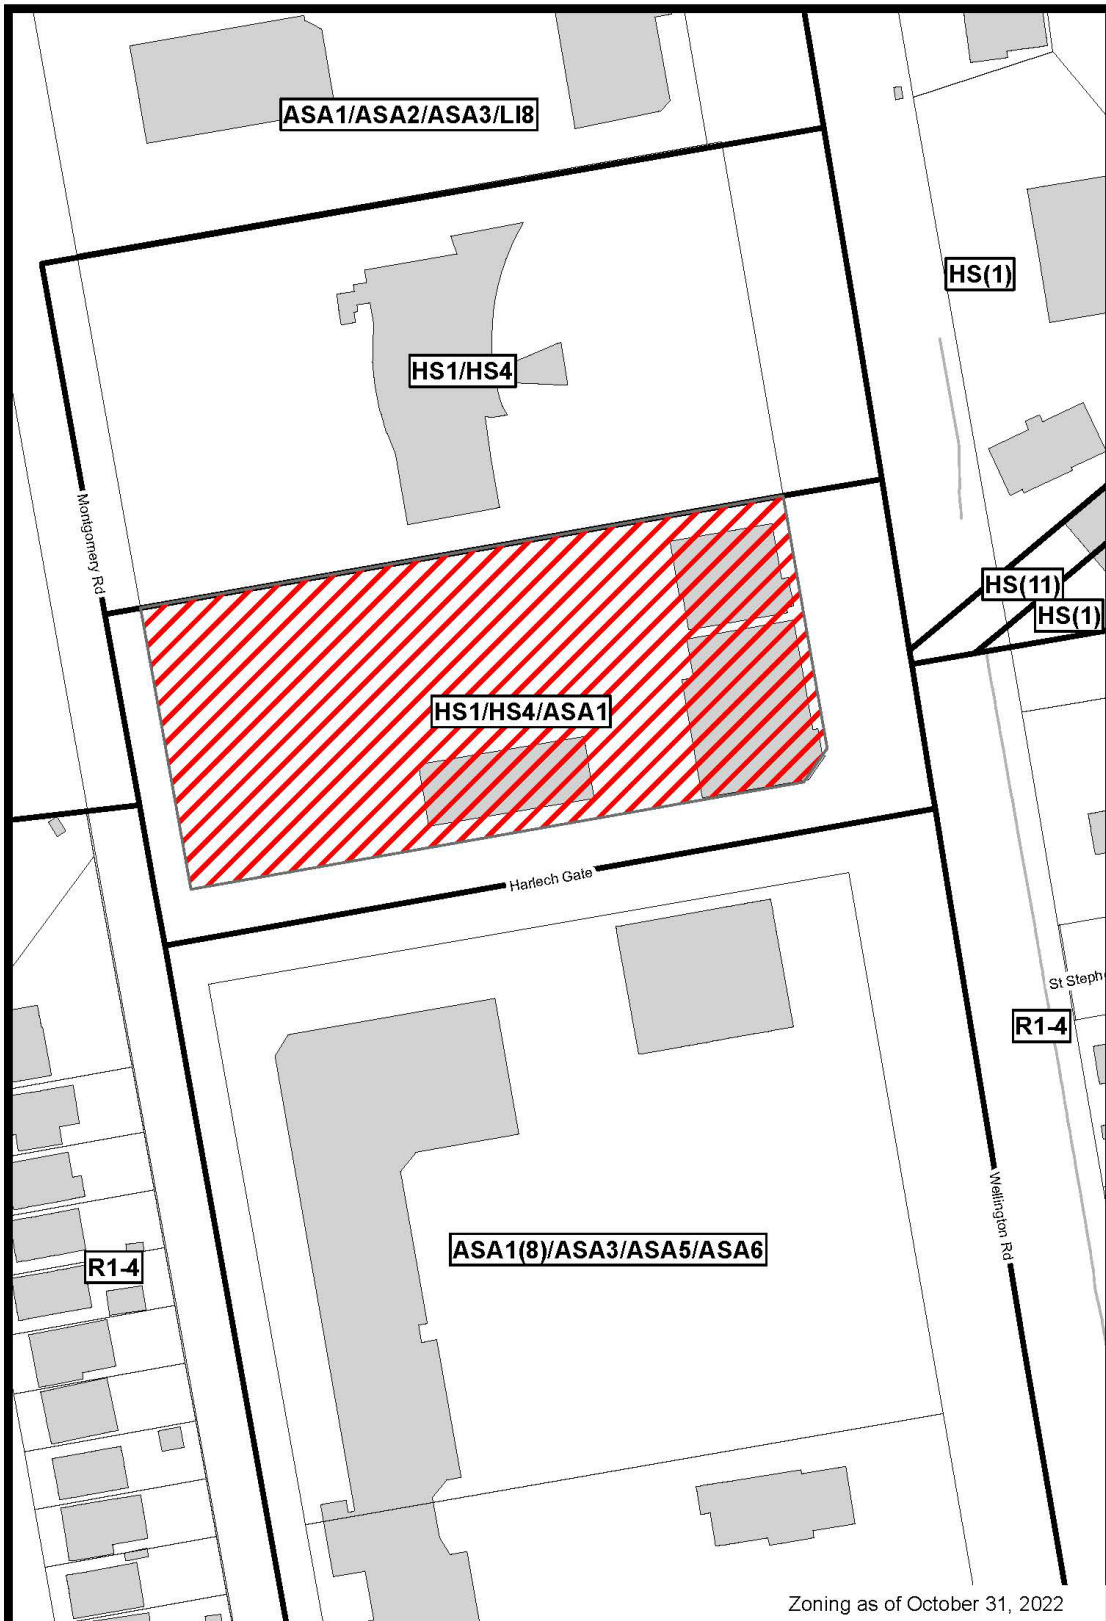 ASA1/ASA2/ASA3/LI8
HS(1)
HS1/HS4
Montgomery Rd
HS(11)
HS(1)
HS1/HS4/ASA1
Harlech Gate
St Steph
R1-4
Wellington Rd
ASA1(8)/ASA3/ASA5/ASA6
R1-4
Zoning as of October 31, 2022